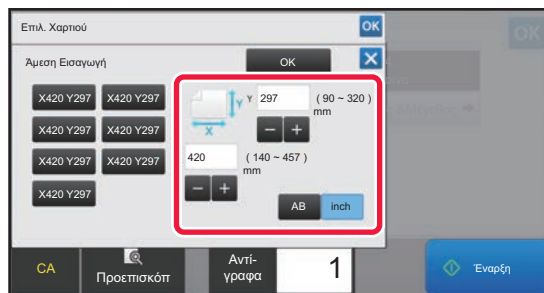 Επιλ. Χαρτιού
OK
OK
Άμεση Εισαγωγή
OK
X420 Y297
X420 Y297
X420 Y297
X420 Y297
X420 Y297
X420 Y297
X420 Y297
Y
X
Y
297
( 90 ~ 320 )
mm
420
( 140 ~ 457 )
mm
AB
inch
CA
Προεπισκόπ
Αντί-
γραφα
1
Έναρξη